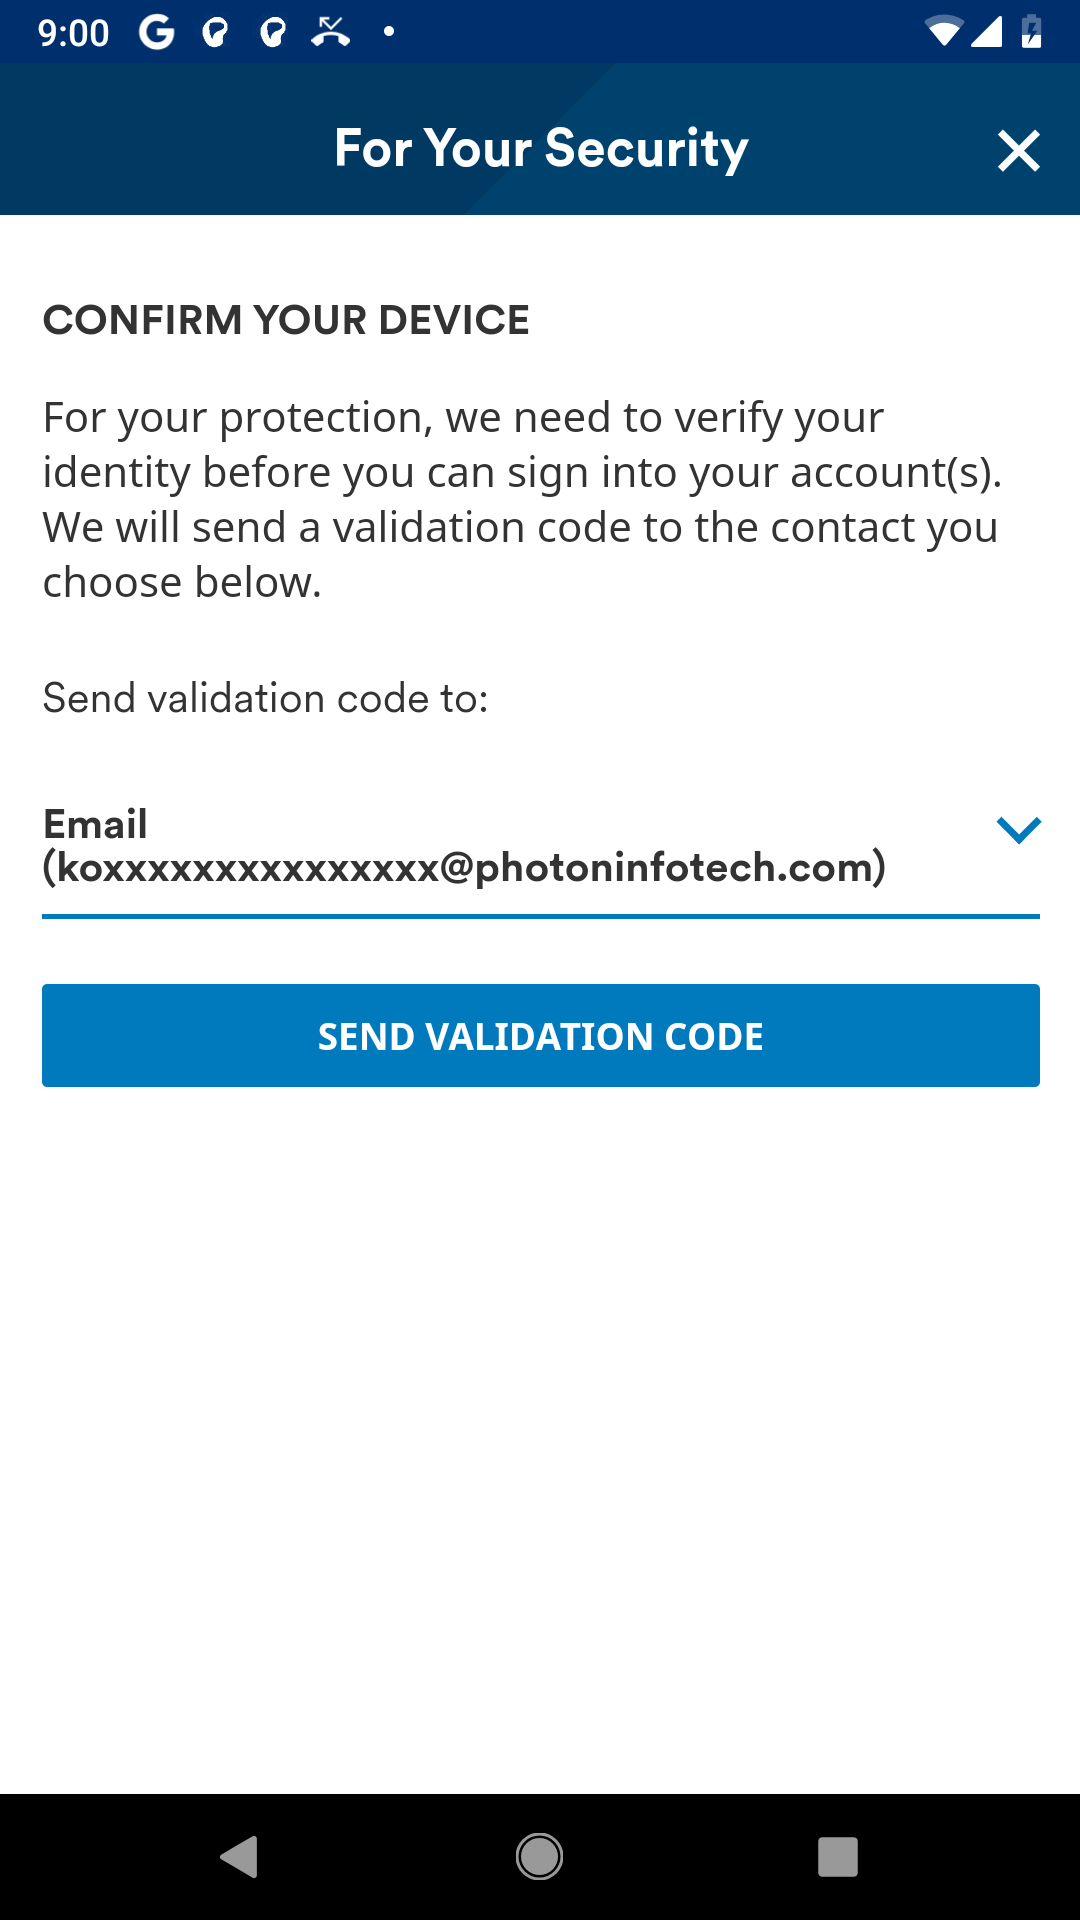 9:00
For Your Security
CONFIRM YOUR DEVICE
For your protection, we need to verify your
identity before you can sign into your account(s).
We will send a validation code to the contact you
choose below.
Send validation code to:
Email
(koxxxxxxxxxxxxxxx@photoninfotech.com)
SEND VALIDATION CODE